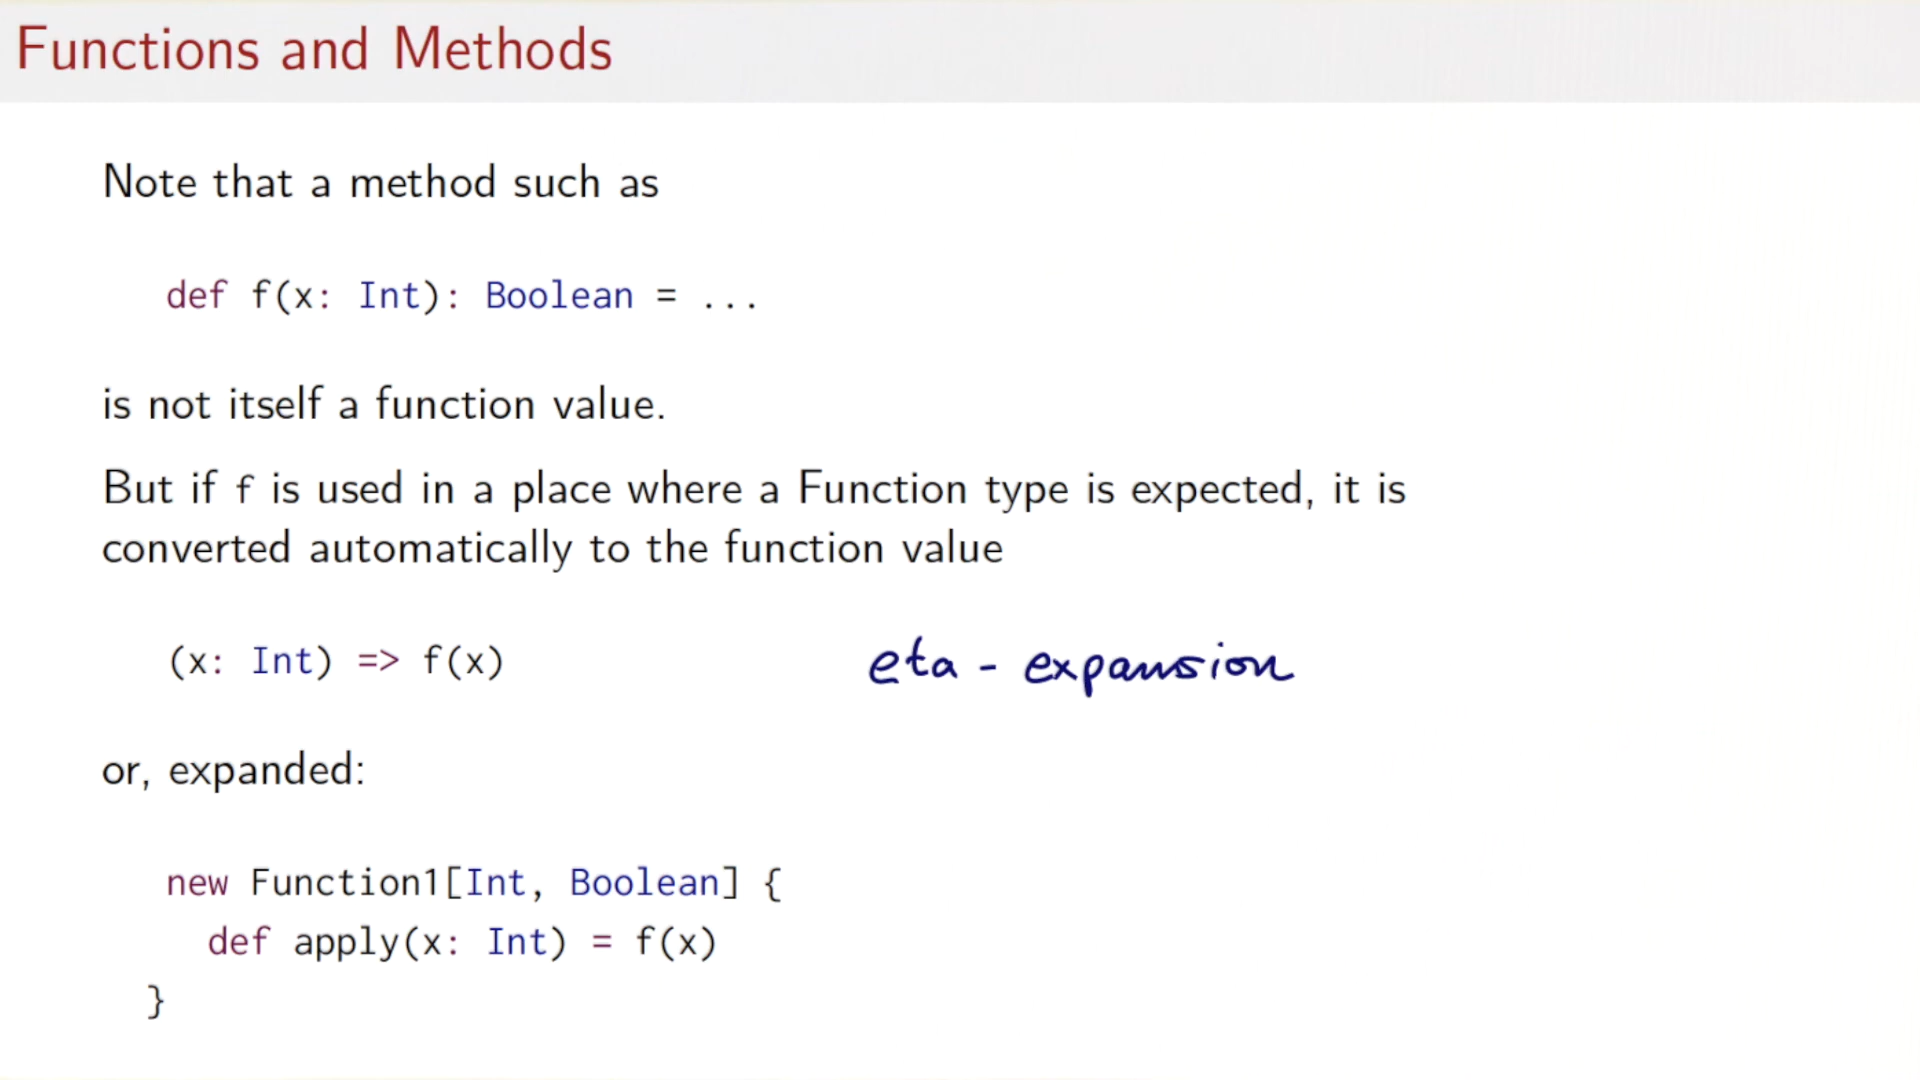 Functions and Methods
Note that a method such as
def f(x: Int): Boolean = ...
is not itself a function value.
But if f is used in a place where a Function type is expected, it is
converted automatically to the function value
(x: Int) => f(x)
eta - expansion
or, expanded:
new Function1[Int, Boolean] {
def apply(x: Int) = f(x)
}